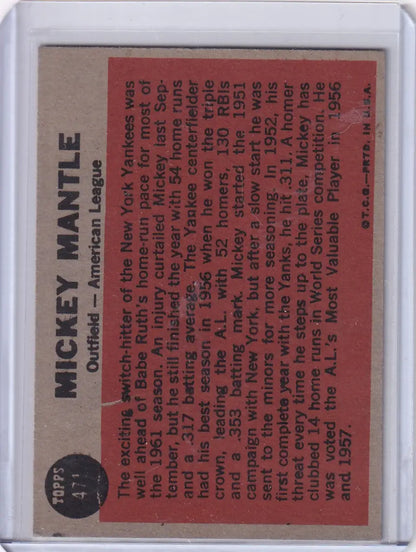 TOPPS
471
MICKEY MANTLE
Outfield — American League
The exciting switch-hitter of the New York Yankees was
well ahead of Babe Ruth's home-run pace for most of
the 1961 season. An injury curtailed Mickey last Sep-
tember, but he still finished the year with 54 home runs
and a .317 batting average. The Yankee centerfielder
had his best season in 1956 when he won the triple
crown, leading the A.L. with 52 homers, 130 RBIs
and a .353 batting mark. Mickey started the 1951
campaign with New York, but after a slow start he was
sent to the minors for more seasoning. In 1952, his
first complete year with the Yanks, he hit .311. A homer
threat every time he steps up to the plate, Mickey has
clubbed 14 home runs in World Series competition. He
was voted the A.L.'s Most Valuable Player in 1956
and 1957.
© T.C.G.—PRTD. IN U.S.A.